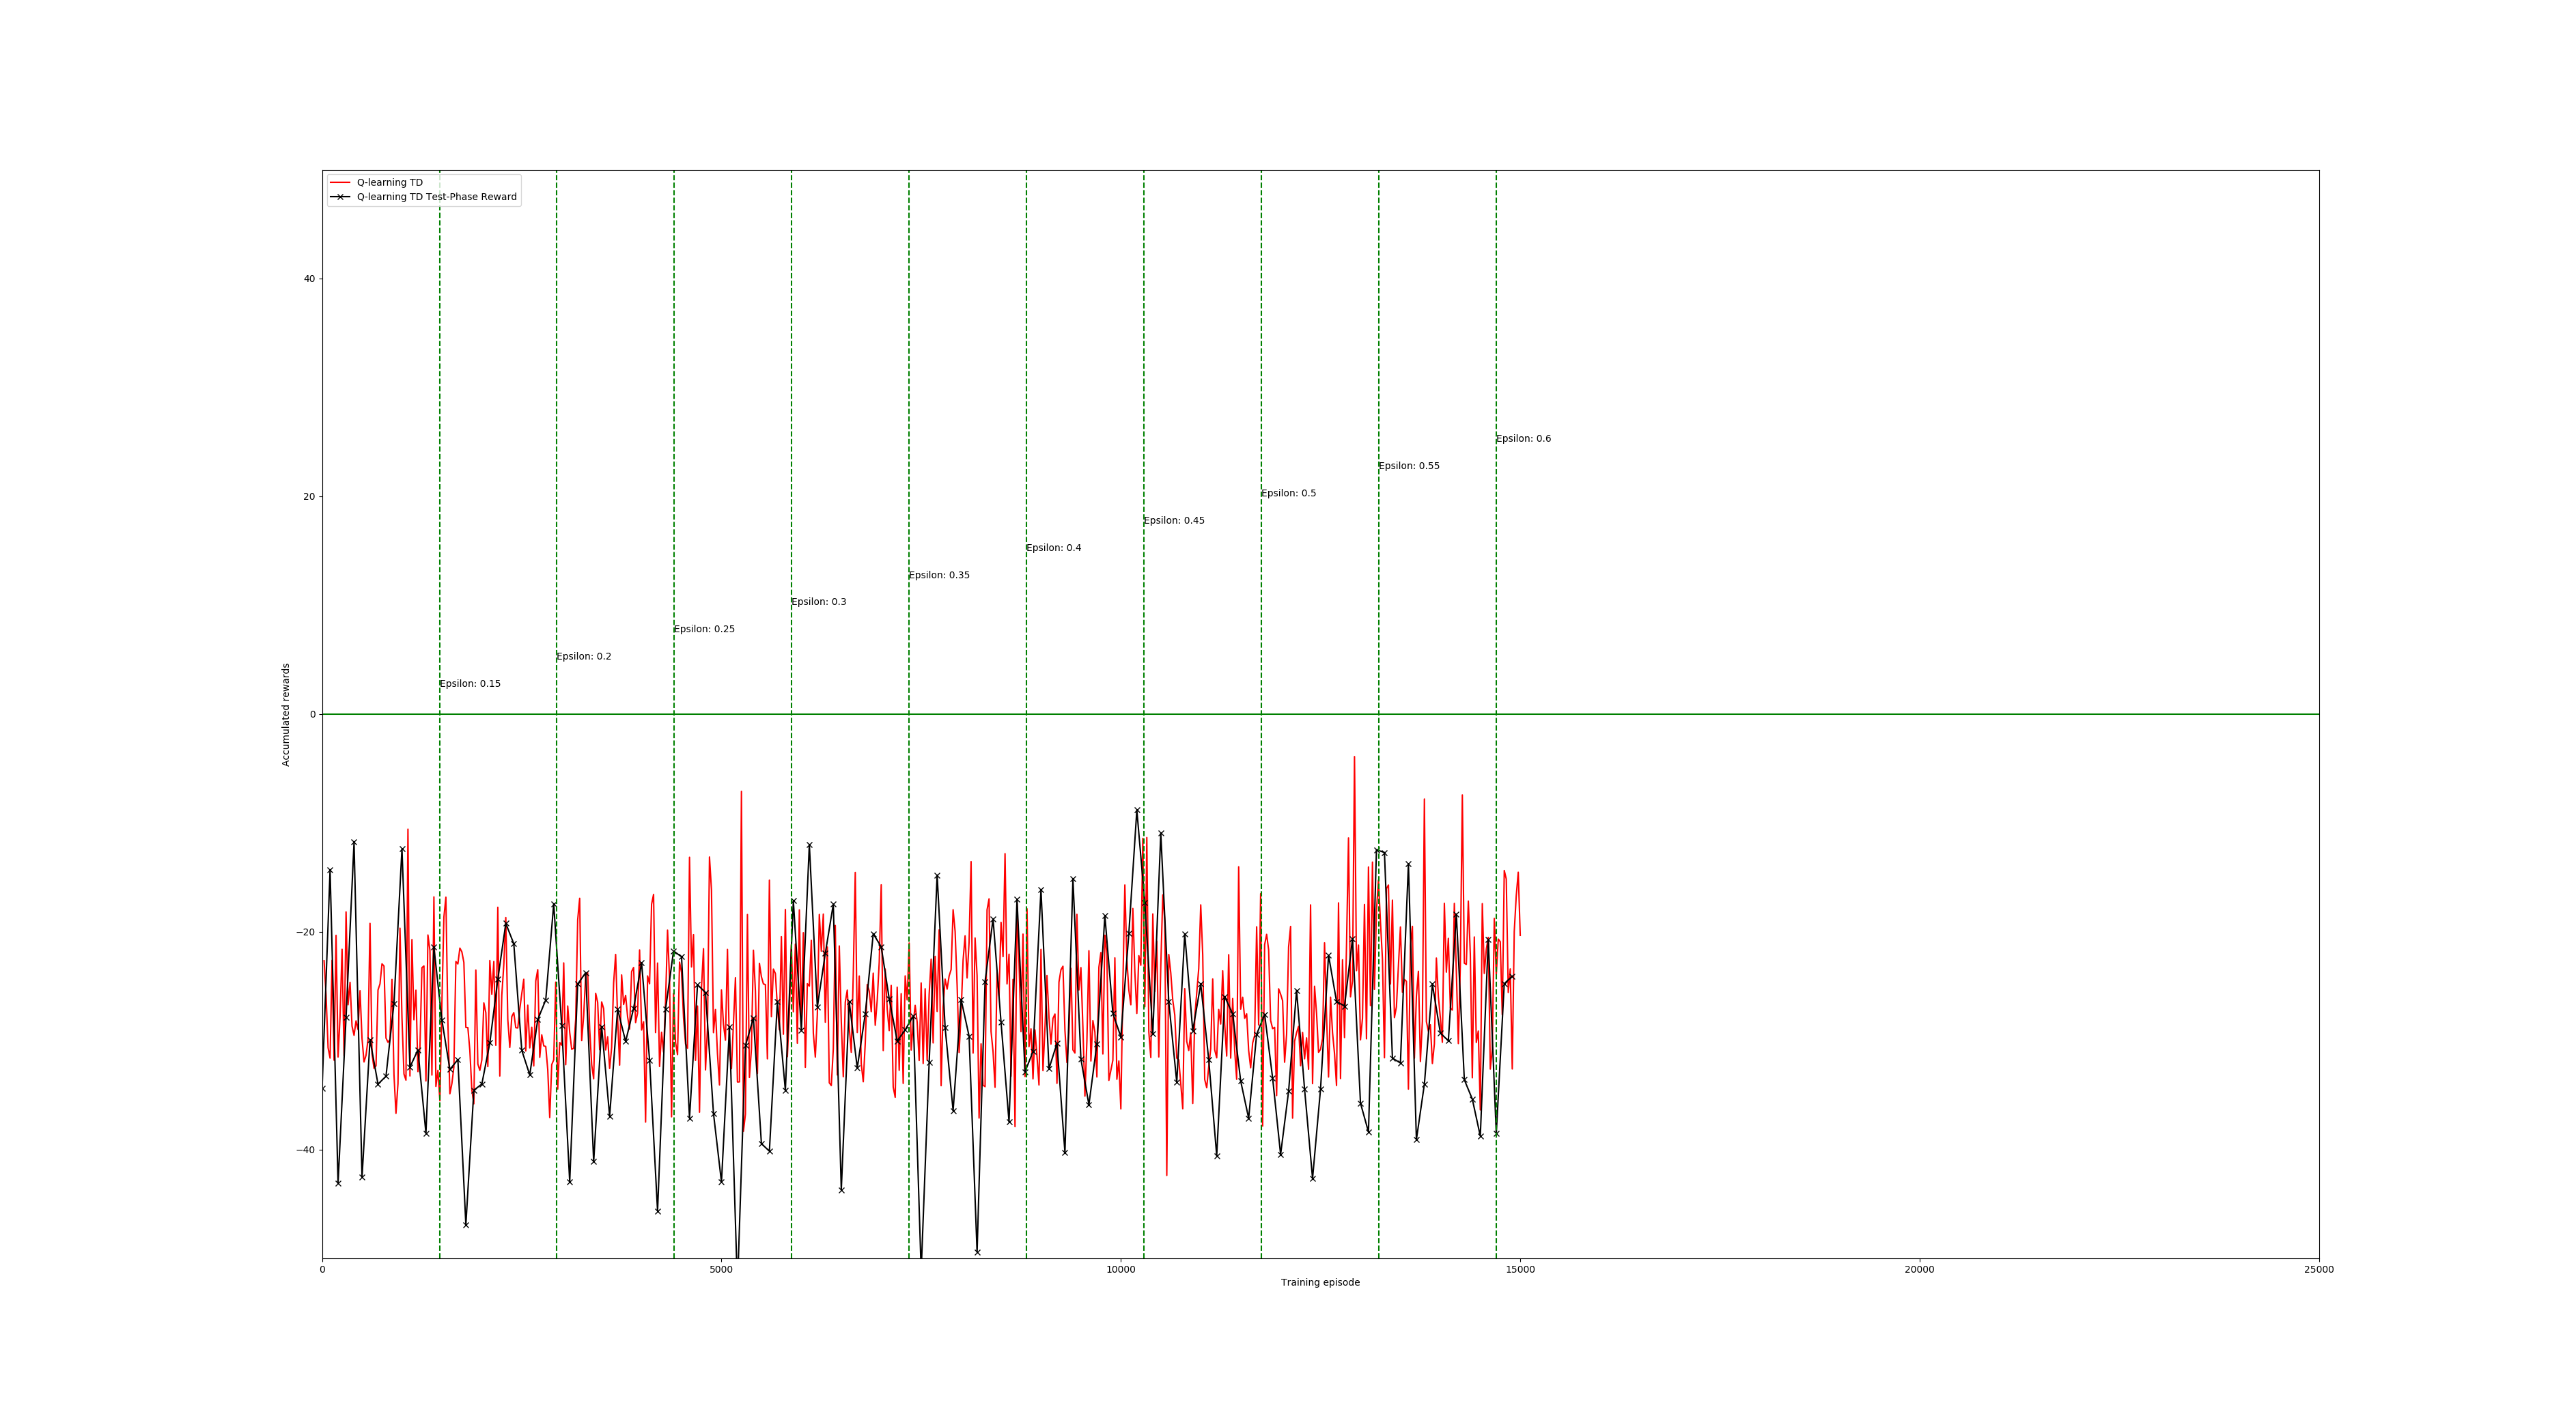 Q-learning TD
Q-learning TD Test-Phase Reward
40
Epsilon: 0.6
Epsilon: 0.55
20
Epsilon: 0.5
Epsilon: 0.45
Epsilon: 0.4
Epsilon: 0.35
Epsilon: 0.3
Epsilon: 0.25
Epsilon: 0.2
Epsilon: 0.15
0
Accumulated rewards
−20
−40
0 5000 10000 15000 20000 25000
Training episode